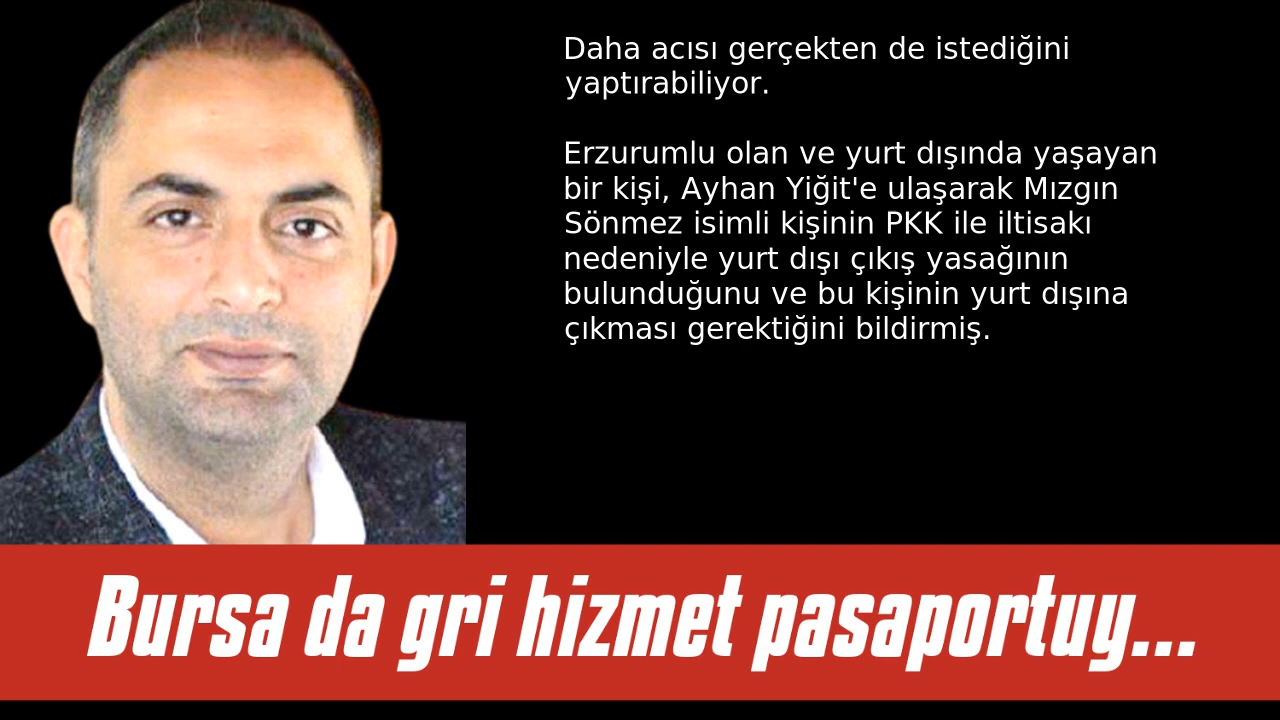 Daha acısı gerçekten de istediğini
yaptırabiliyor.
Erzurumlu olan ve yurt dışında yaşayan
bir kişi, Ayhan Yiğit'e ulaşarak Mızgın
Sönmez isimli kişinin PKK ile iltisakı
nedeniyle yurt dışı çıkış yasağının
bulunduğunu ve bu kişinin yurt dışına
çıkması gerektiğini bildirmiş.
Bursa da gri hizmet pasaportuy...